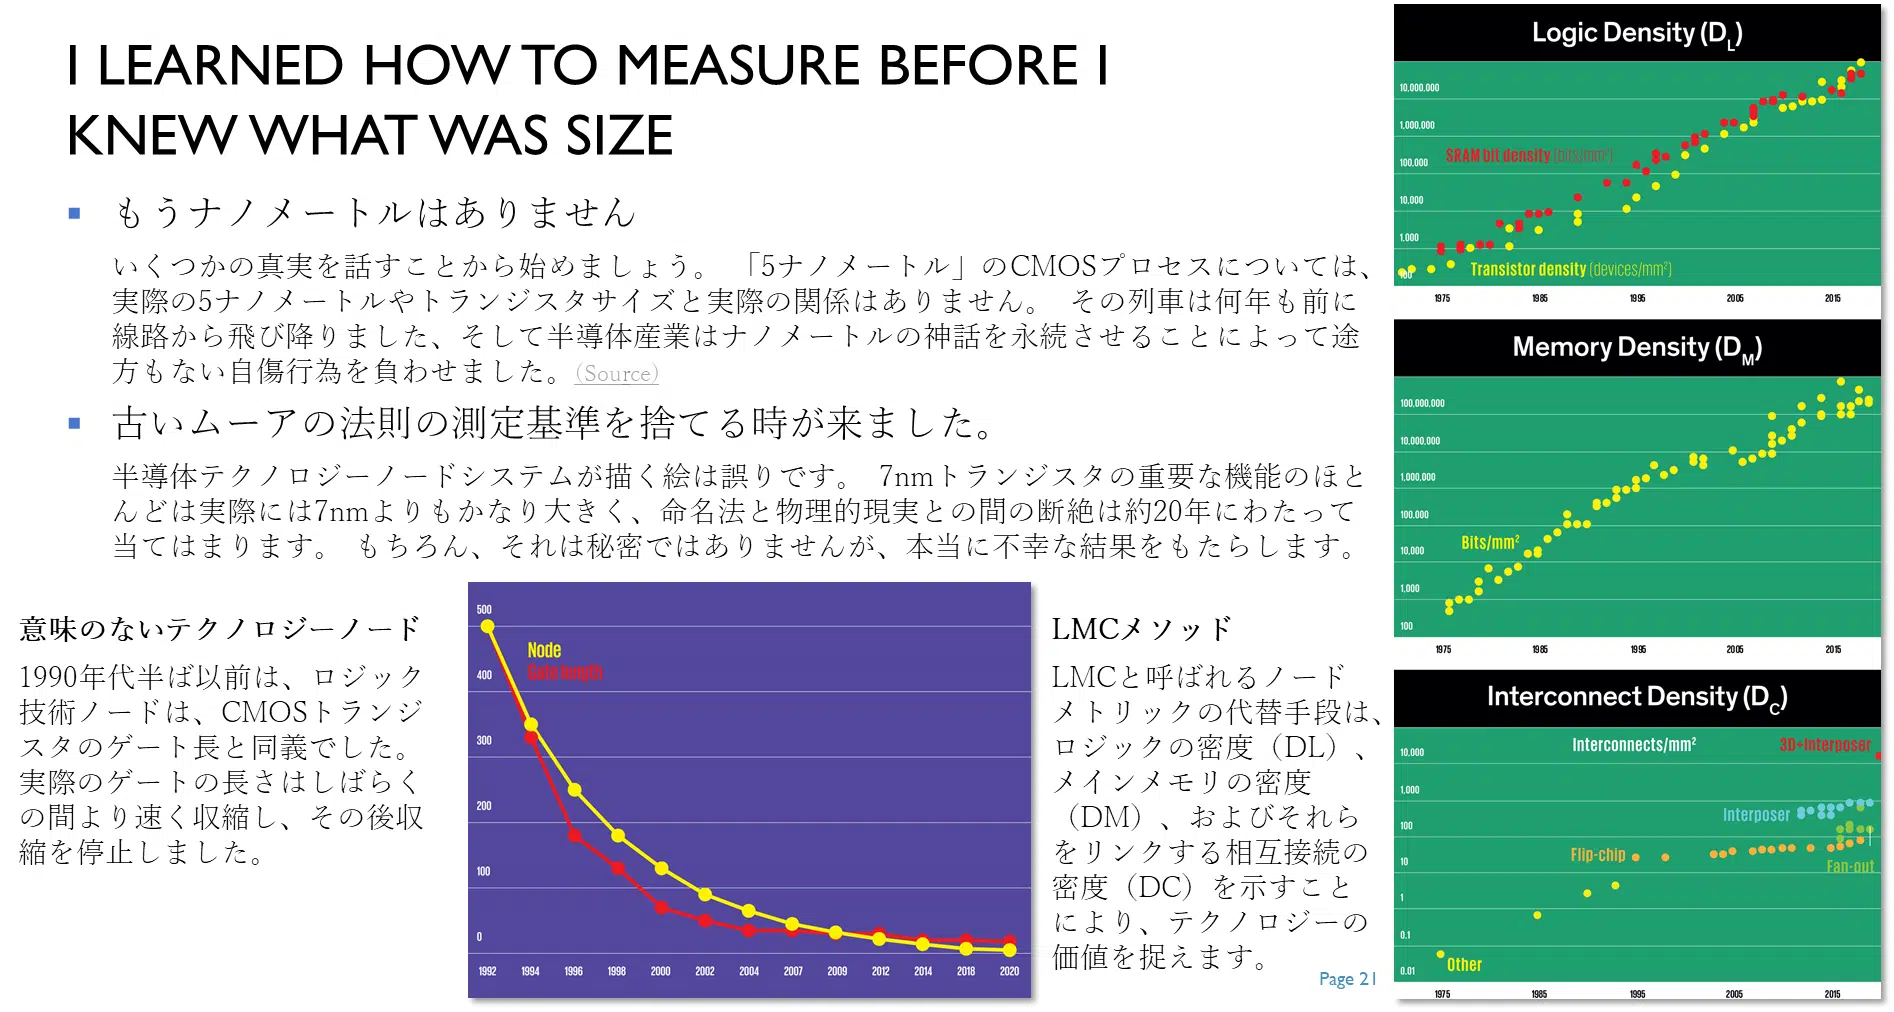 I LEARNED HOW TO MEASURE BEFORE I
KNEW WHAT WAS SIZE
もうナノメートルはありません
いくつかの真実を話すことから始めましょう。 「5ナノメートル」のCMOSプロセスについては、
実際の5ナノメートルやトランジスタサイズと実際の関係はありません。 その列車は何年も前に
線路から飛び降りました、そして半導体産業はナノメートルの神話を永続させることによって途
方もない自傷行為を負わせました。(Source)
古いムーアの法則の測定基準を捨てる時が来ました。
半導体テクノロジーノードシステムが描く絵は誤りです。 7nmトランジスタの重要な機能のほと
んどは実際には7nmよりもかなり大きく、命名法と物理的現実との間の断絶は約20年にわたって
当てはまります。 もちろん、それは秘密ではありませんが、本当に不幸な結果をもたらします。
意味のないテクノロジーノード
1990年代半ば以前は、ロジック
技術ノードは、CMOSトランジ
スタのゲート長と同義でした。
実際のゲートの長さはしばらく
の間より速く収縮し、その後収
縮を停止しました。
500
Node
Gate length
400
300
200
100
0
1992 1994 1996 1998 2000 2002 2004 2007 2009 2012 2014 2018 2020
LMCメソッド
LMCと呼ばれるノード
メトリックの代替手段は、
ロジックの密度（DL）、
メインメモリの密度
（DM）、およびそれら
をリンクする相互接続の
密度（DC）を示すこと
により、テクノロジーの
価値を捉えます。
Page 21
Logic Density (DL)
10,000,000
1,000,000
SRAM bit density (bits/mm²)
100,000
10,000
1,000
Transistor density (devices/mm²)
100
1975 1985 1995 2005 2015
Memory Density (DM)
100,000,000
10,000,000
1,000,000
100,000
Bits/mm²
10,000
1,000
100
1975 1985 1995 2005 2015
Interconnect Density (DC)
Interconnects/mm²
3D+Interposer
10,000
1,000
Interposer
100
Flip-chip
10
Fan-out
1
0.1
Other
0.01
1975 1985 1995 2005 2015